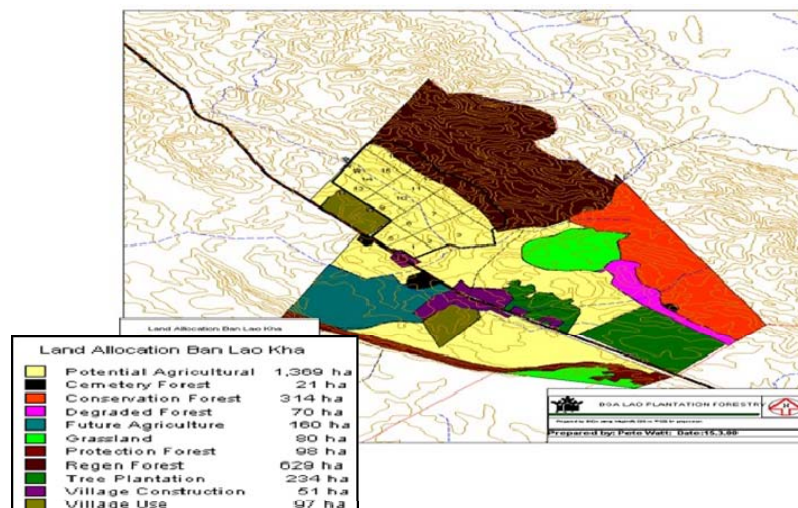 Land Allocation Ban Lao Kha
Land Allocation Ban Lao Kha
Potential Agricultural 1,369 ha
Cemetery Forest 21 ha
Conservation Forest 314 ha
Degraded Forest 70 ha
Future Agriculture 160 ha
Grassland 80 ha
Protection Forest 98 ha
Regen Forest 629 ha
Tree Plantation 234 ha
Village Construction 51 ha
Village Use 97 ha
LAO PLANTATION FORESTRY
Prepared by: Pete Watt: Date:15.3.00